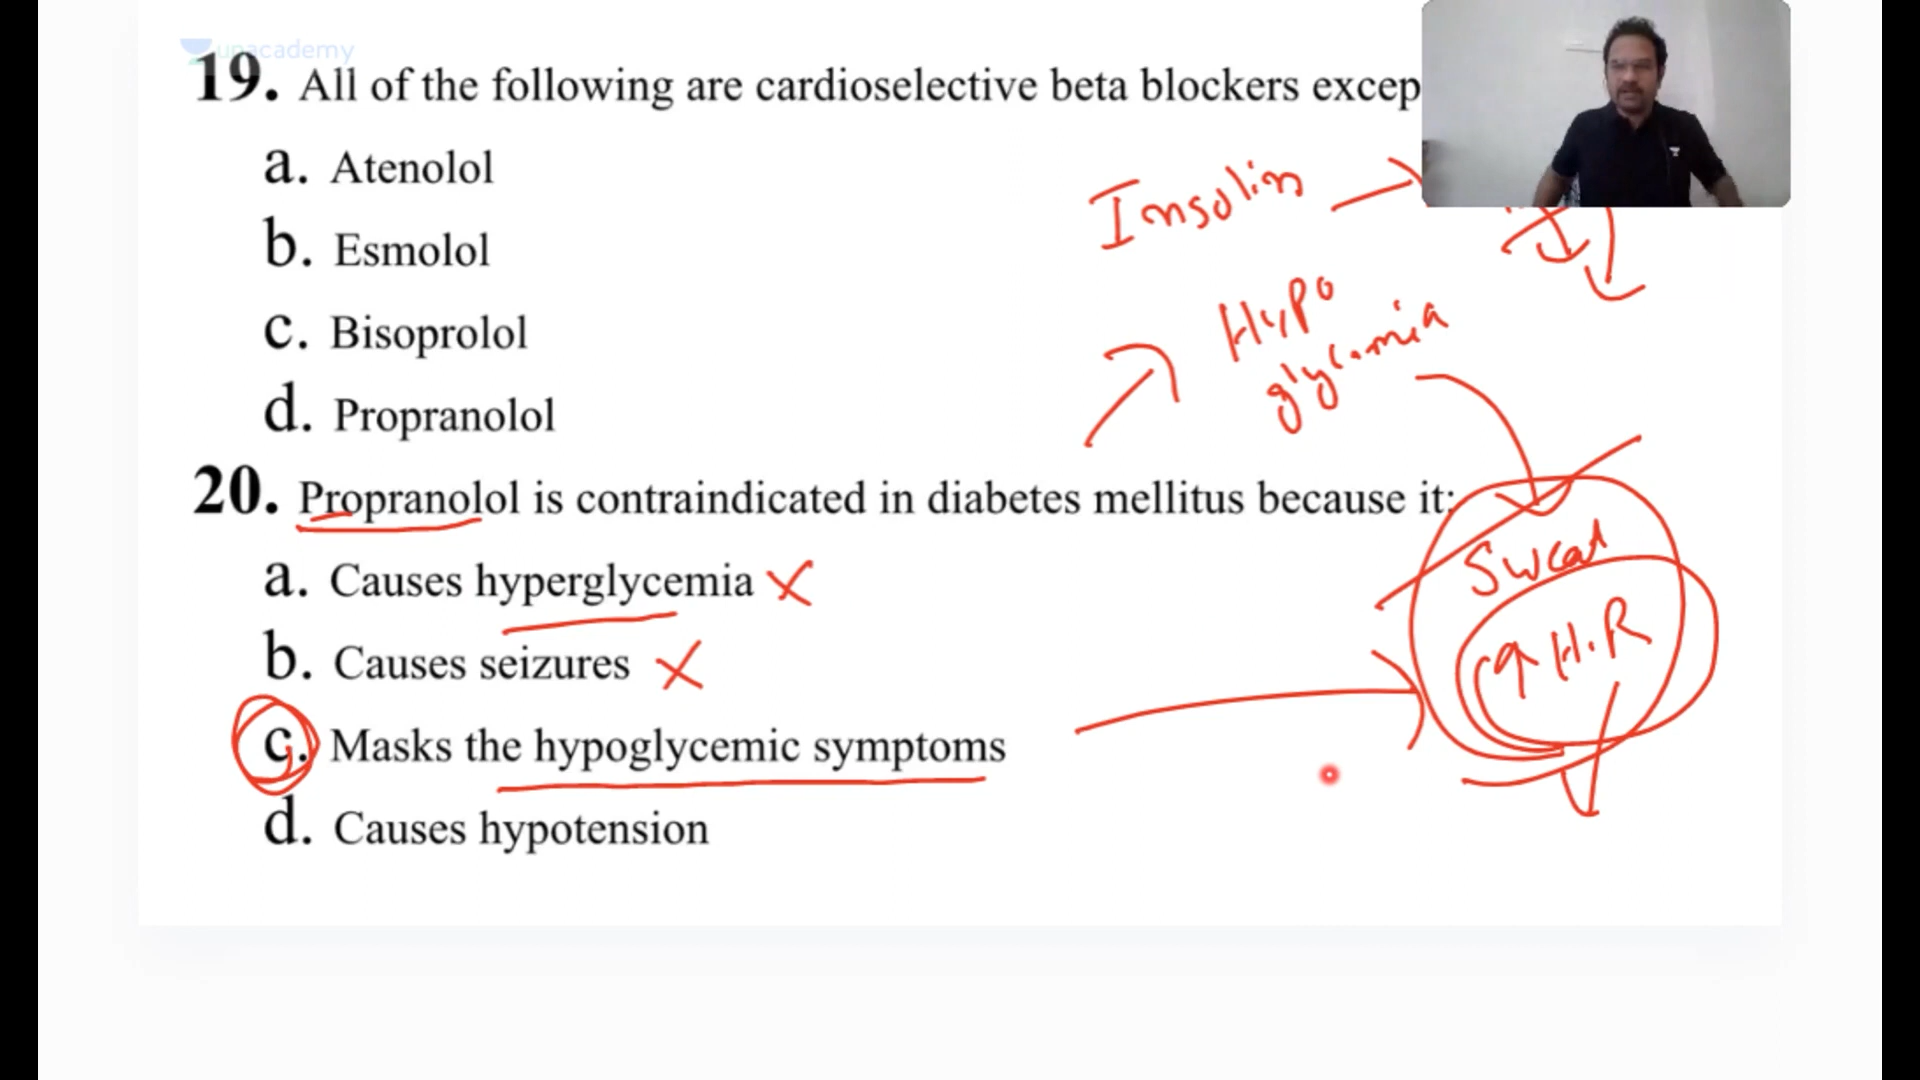 unacademy
19. All of the following are cardioselective beta blockers excep
a. Atenolol
b. Esmolol
c. Bisoprolol
d. Propranolol
Insolin
Hypo
glycemia
20. Propranolol is contraindicated in diabetes mellitus because it:
a. Causes hyperglycemia X
b. Causes seizures X
c. Masks the hypoglycemic symptoms
d. Causes hypotension
Sweat
↑ H.R